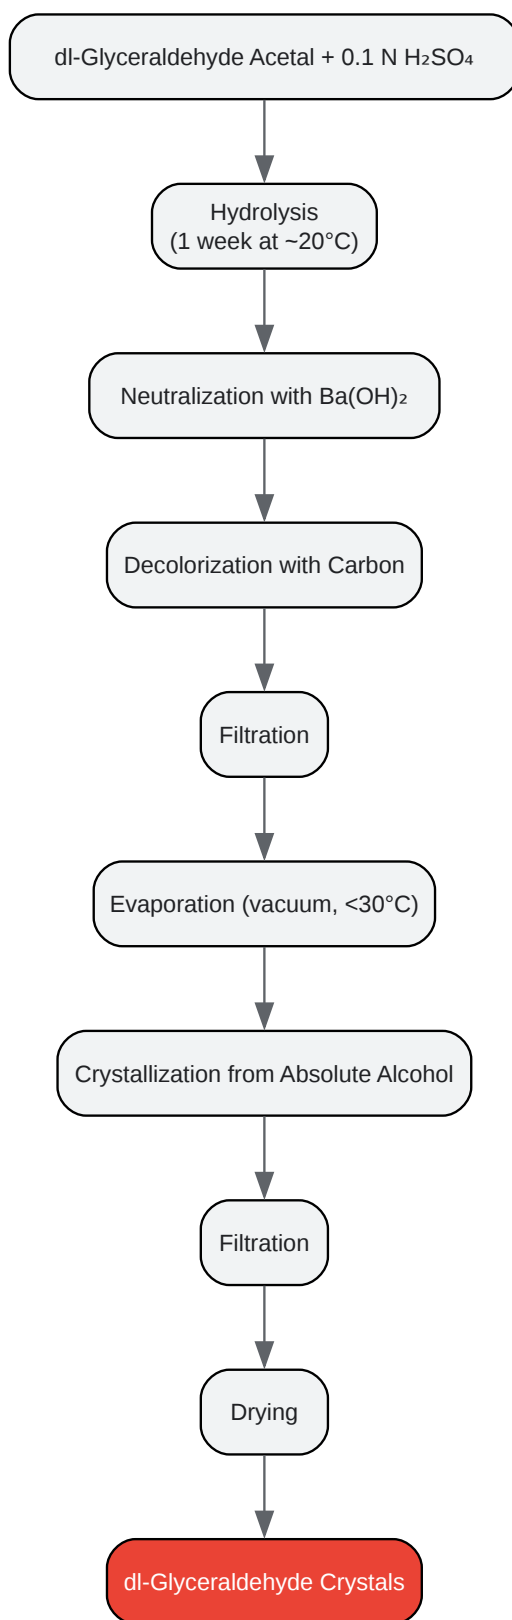 dl-Glyceraldehyde Acetal + 0.1 N H₂SO₄
Hydrolysis
(1 week at ~20°C)
Neutralization with Ba(OH)₂
Decolorization with Carbon
Filtration
Evaporation (vacuum, <30°C)
Crystallization from Absolute Alcohol
Filtration
Drying
dl-Glyceraldehyde Crystals